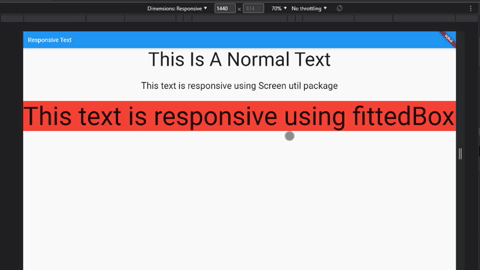 Dimensions: Responsive ▼ 1440 × 414 70% ▼ No throttling ▼
Responsive Text
This Is A Normal Text
This text is responsive using Screen util package
This text is responsive using fittedBox